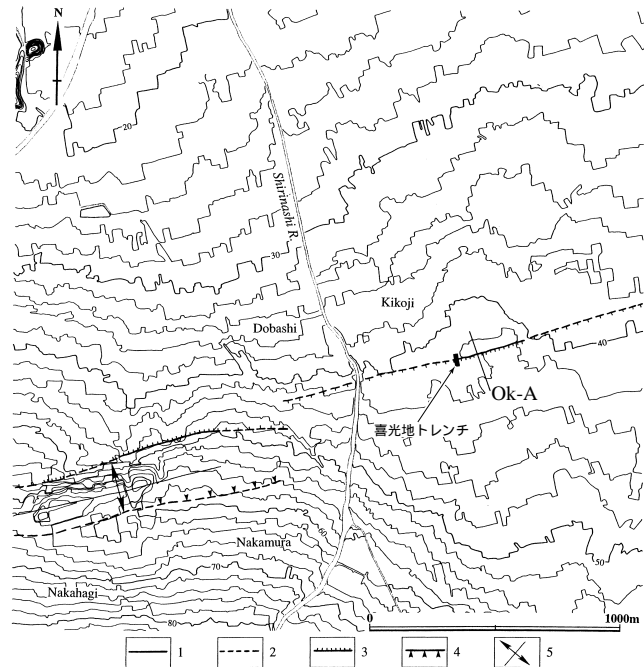 N
20
Shirinashi R.
30
Kikoji
Dobashi
40
Ok-A
喜光地トレンチ
Nakamura
60
50
70
Nakahagi
80
0
1000m
1
2
3
4
5